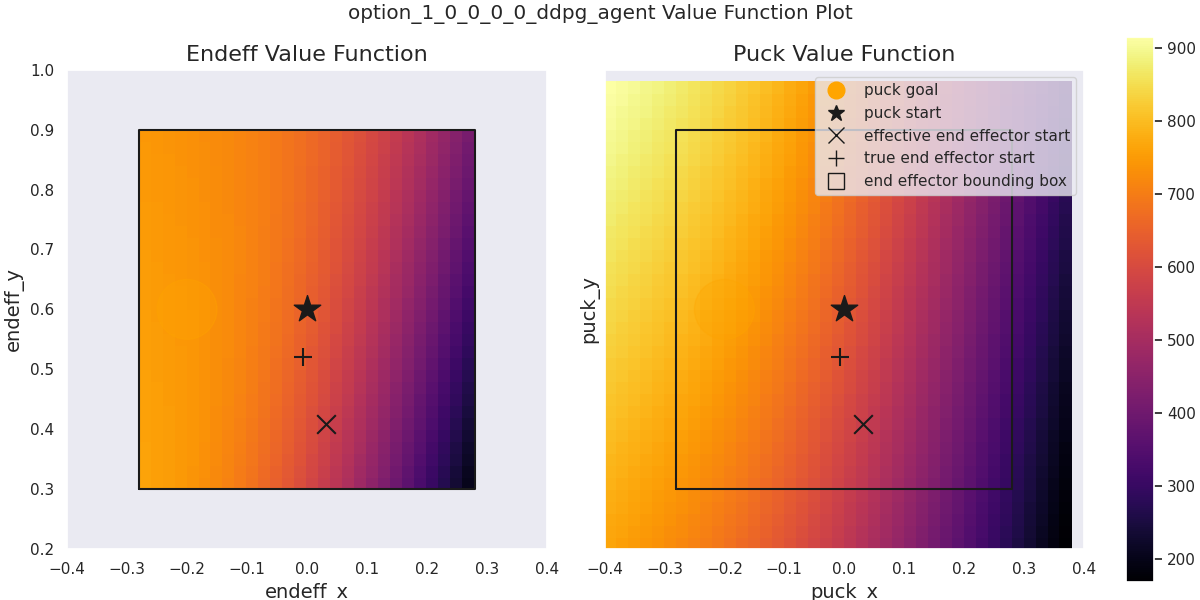 option_1_0_0_0_0_ddpg_agent Value Function Plot
Endeff Value Function
1.0
0.9
0.8
0.7
0.6
0.5
0.4
0.3
0.2
endeff_y
−0.4 −0.3 −0.2 −0.1 0.0 0.1 0.2 0.3 0.4
endeff_x
Puck Value Function
puck goal
puck start
effective end effector start
true end effector start
end effector bounding box
puck_y
−0.4 −0.3 −0.2 −0.1 0.0 0.1 0.2 0.3 0.4
puck_x
900
800
700
600
500
400
300
200